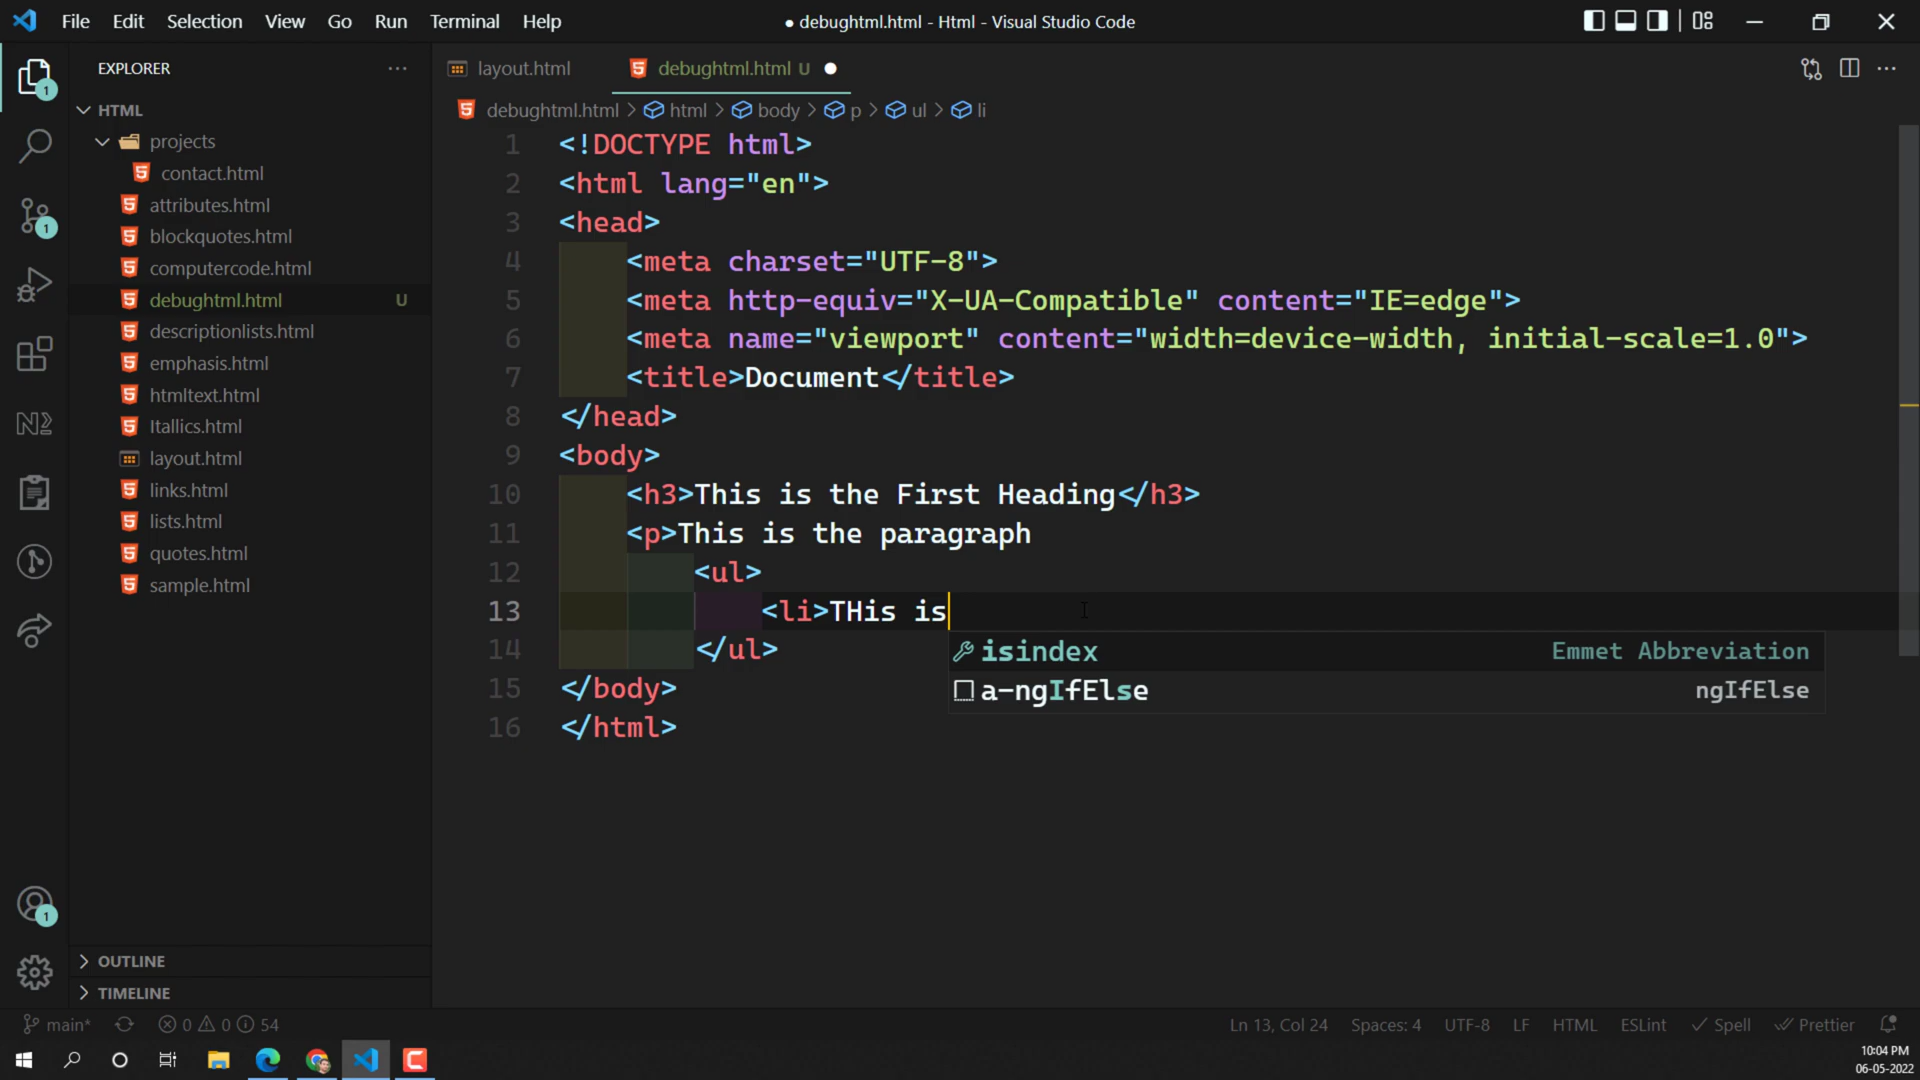 File Edit Selection View Go Run Terminal Help
● debughtml.html - Html - Visual Studio Code
EXPLORER
HTML
projects
contact.html
attributes.html
blockquotes.html
computercode.html
debughtml.html U
descriptionlists.html
emphasis.html
htmltext.html
Itallics.html
layout.html
links.html
lists.html
quotes.html
sample.html
OUTLINE
TIMELINE
1
1
N2
1
layout.html
debughtml.html U ●
debughtml.html > html > body > p > ul > li
1 <!DOCTYPE html>
2 <html lang="en">
3 <head>
4 <meta charset="UTF-8">
5 <meta http-equiv="X-UA-Compatible" content="IE=edge">
6 <meta name="viewport" content="width=device-width, initial-scale=1.0">
7 <title>Document</title>
8 </head>
9 <body>
10 <h3>This is the First Heading</h3>
11 <p>This is the paragraph
12 <ul>
13 <li>THis is
isindex Emmet Abbreviation
a-ngIfElse ngIfElse
14 </ul>
15 </body>
16 </html>
main* 0 0 54
Ln 13, Col 24 Spaces: 4 UTF-8 LF HTML ESLint Spell Prettier
10:04 PM
06-05-2022